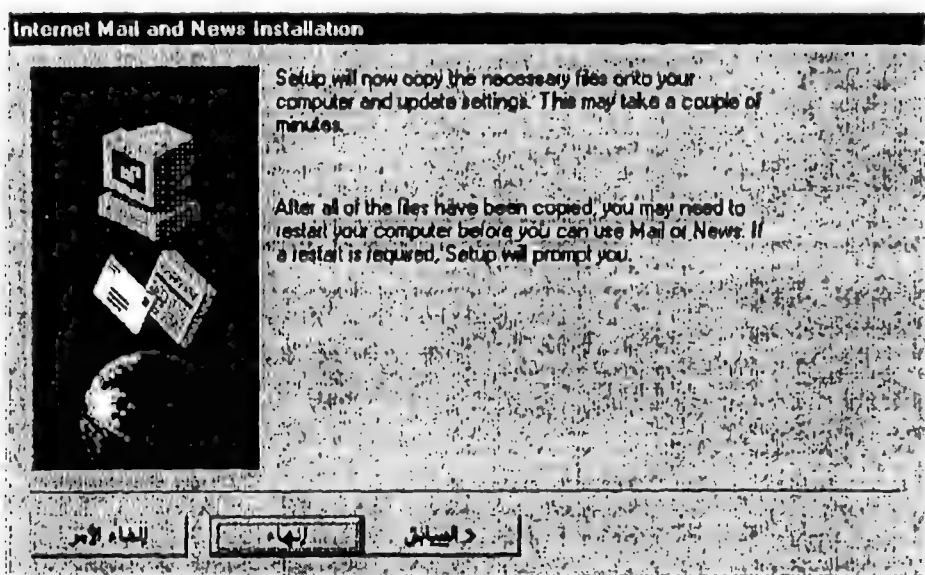 Internet Mail and News Installation
Setup will now copy the necessary files onto your
computer and update settings. This may take a couple of
minutes.
After all of the files have been copied, you may need to
restart your computer before you can use Mail or News. If
a restart is required, Setup will prompt you.
إلغاء الأمر
إنهاء
< السابق